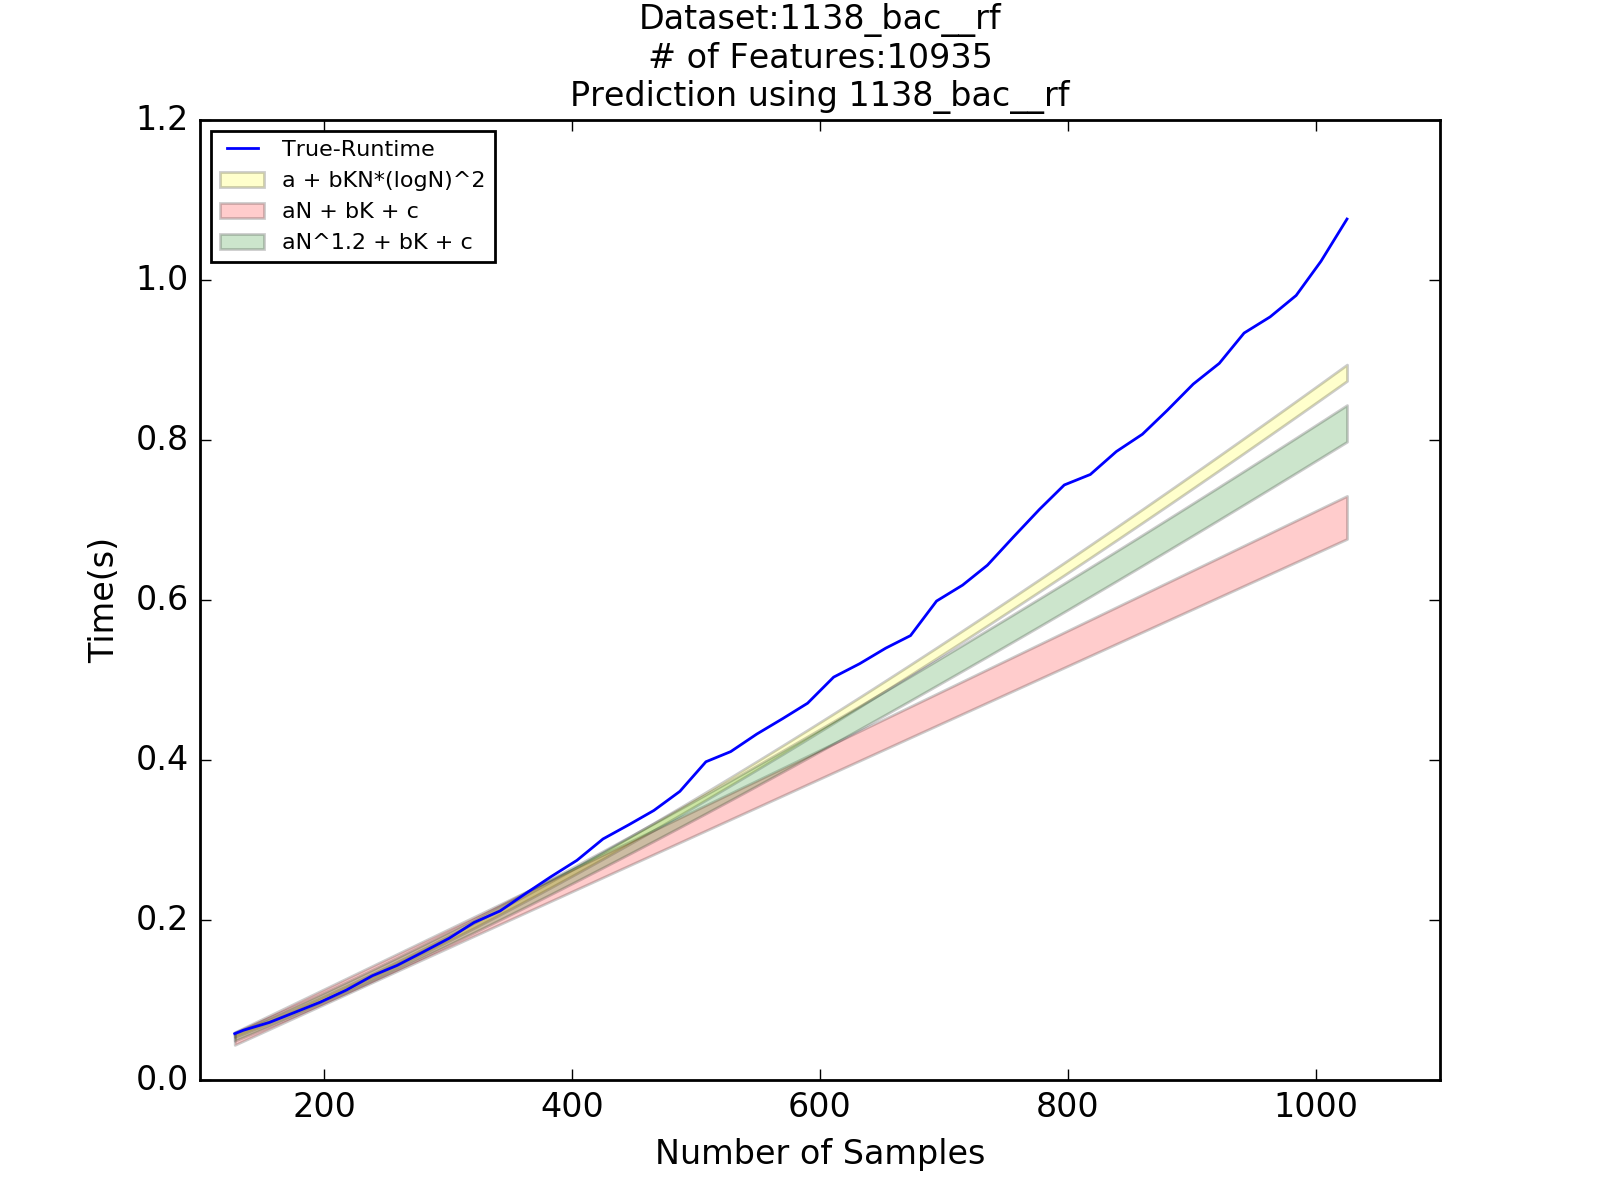 Dataset:1138_bac__rf
# of Features:10935
Prediction using 1138_bac__rf
True-Runtime
a + bKN*(logN)^2
aN + bK + c
aN^1.2 + bK + c
1.2
1.0
0.8
0.6
0.4
0.2
0.0
Time(s)
200 400 600 800 1000
Number of Samples